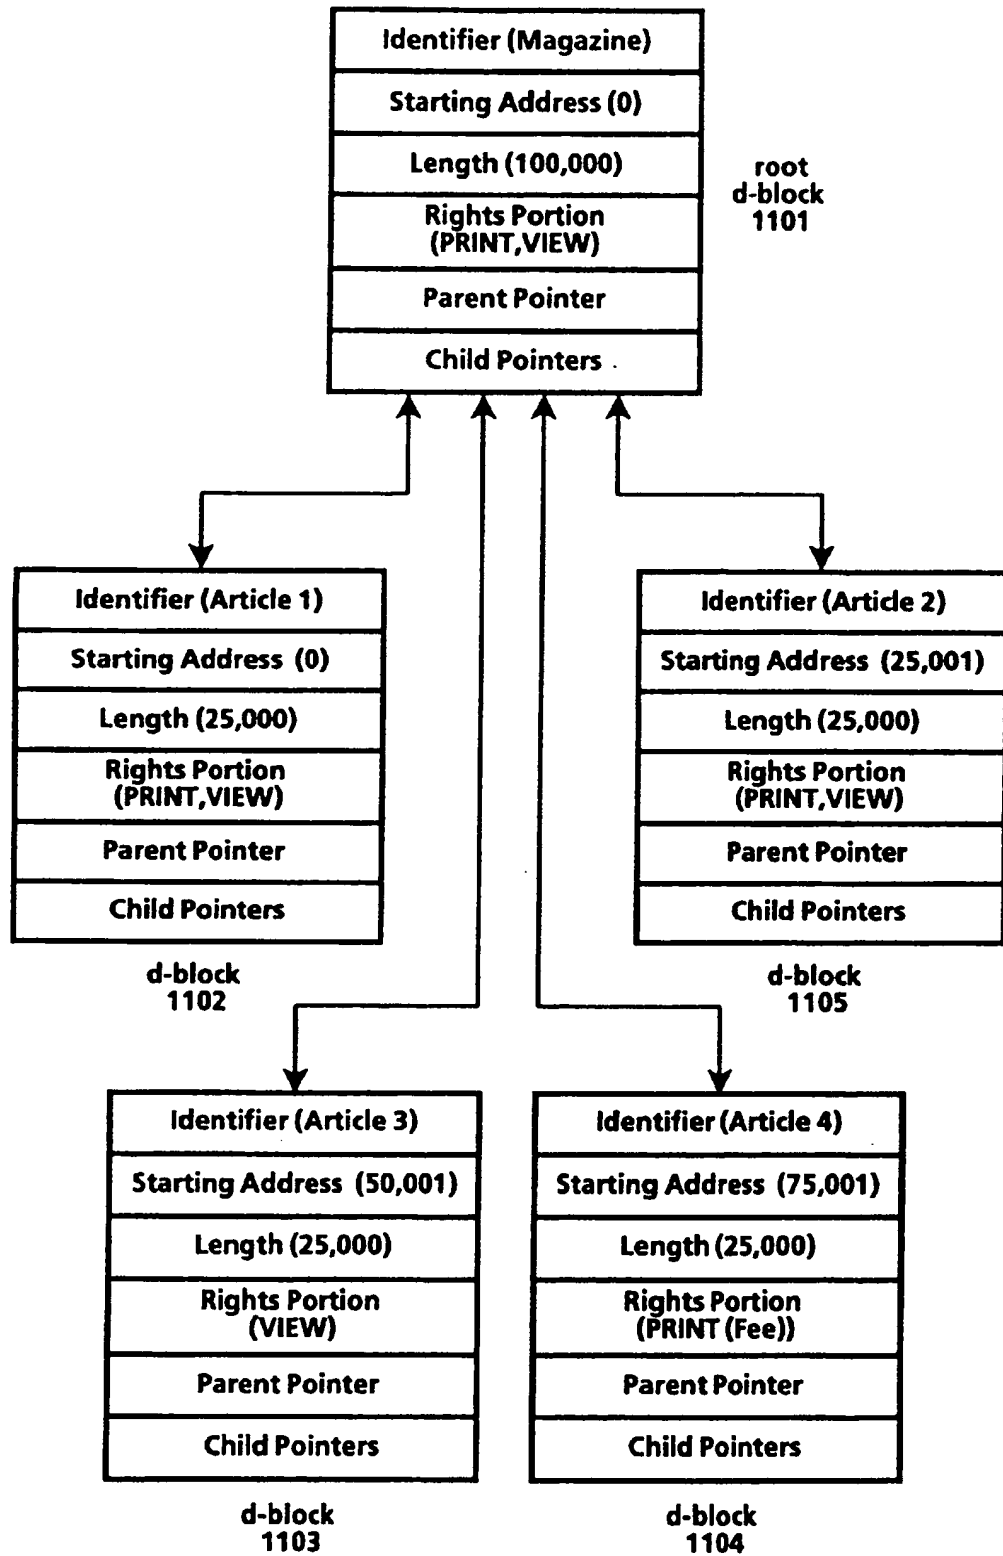 Identifier (Magazine)
Starting Address (0)
Length (100,000)
Rights Portion
(PRINT,VIEW)
Parent Pointer
Child Pointers
root
d-block
1101
Identifier (Article 1)
Starting Address (0)
Length (25,000)
Rights Portion
(PRINT,VIEW)
Parent Pointer
Child Pointers
d-block
1102
Identifier (Article 2)
Starting Address (25,001)
Length (25,000)
Rights Portion
(PRINT,VIEW)
Parent Pointer
Child Pointers
d-block
1105
Identifier (Article 3)
Starting Address (50,001)
Length (25,000)
Rights Portion
(VIEW)
Parent Pointer
Child Pointers
d-block
1103
Identifier (Article 4)
Starting Address (75,001)
Length (25,000)
Rights Portion
(PRINT (Fee))
Parent Pointer
Child Pointers
d-block
1104